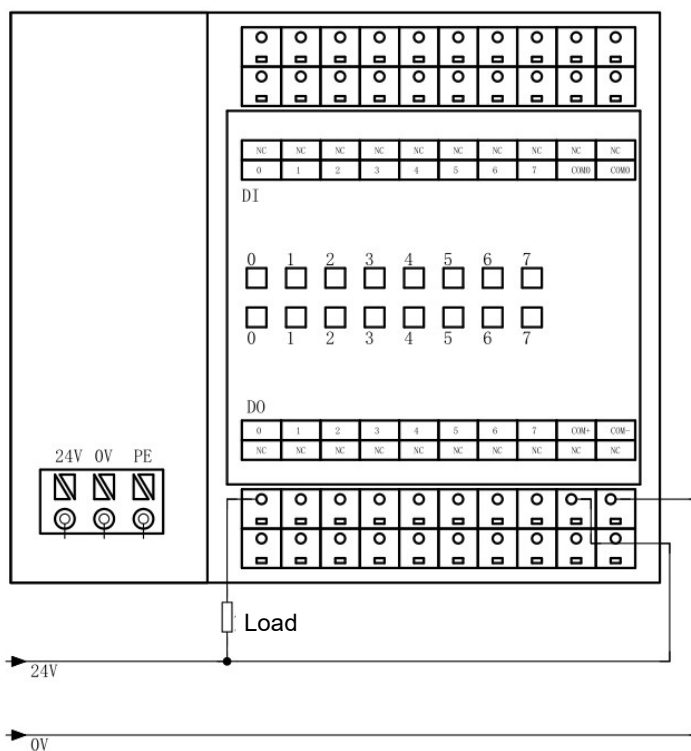 NC NC NC NC NC NC NC NC NC NC
0 1 2 3 4 5 6 7 COM0 COM0
DI
0 1 2 3 4 5 6 7
0 1 2 3 4 5 6 7
DO
0 1 2 3 4 5 6 7 COM+ COM-
NC NC NC NC NC NC NC NC NC NC
24V 0V PE
Load
24V
0V